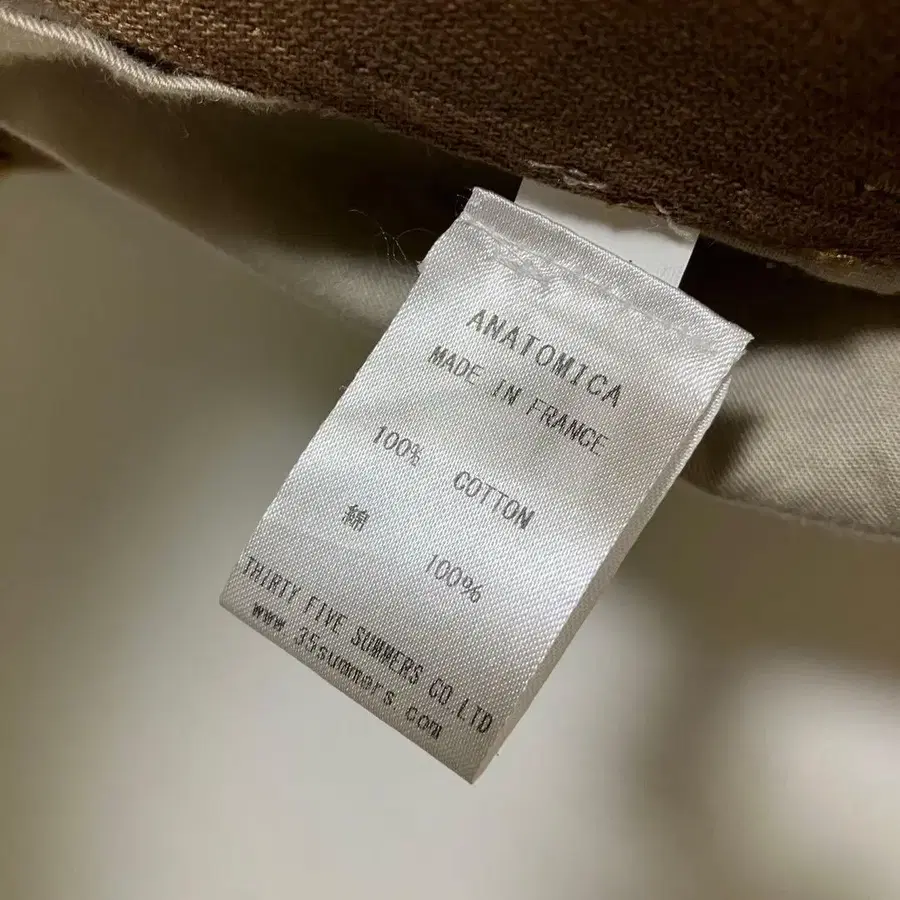 ANATOMICA
MADE IN FRANCE
100% COTTON
綿 100%
THIRTY FIVE SUMMERS CO.LTD
www.35summers.com